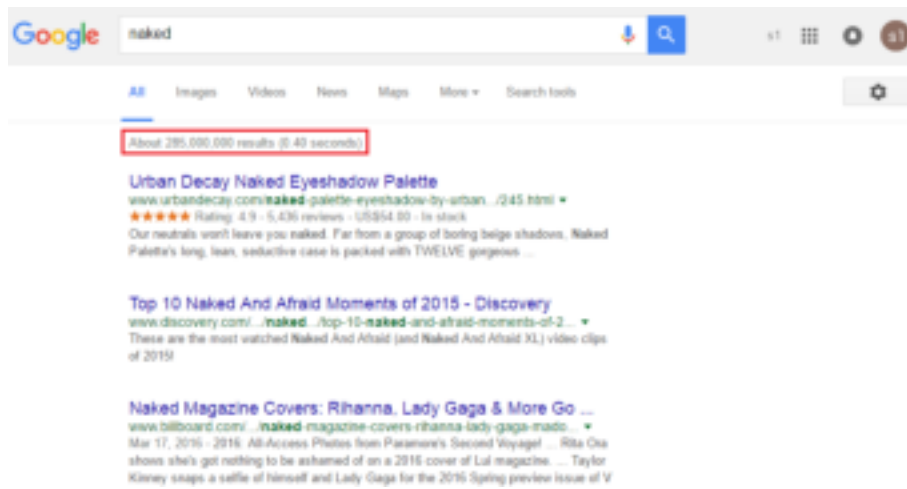 Google naked s1 s1
All Images Videos News Maps More Search tools
About 285,000,000 results (0.40 seconds)
Urban Decay Naked Eyeshadow Palette
www.urbandecay.com/naked-palette-eyeshadow-by-urban.../245.html
Rating: 4.9 - 5,436 reviews - US$54.00 - In stock
Our neutrals won't leave you naked. Far from a group of boring beige shadows, Naked
Palette's long, lean, seductive case is packed with TWELVE gorgeous ...
Top 10 Naked And Afraid Moments of 2015 - Discovery
www.discovery.com/.../naked.../top-10-naked-and-afraid-moments-of-2...
These are the most watched Naked And Afraid (and Naked And Afraid XL) video clips
of 2015!
Naked Magazine Covers: Rihanna, Lady Gaga & More Go ...
www.billboard.com/.../naked-magazine-covers-rihanna-lady-gaga-mado...
Mar 17, 2016 - 2016: All-Access Photos from Paramore's Second Voyage! ... Rita Ora
shows she's got nothing to be ashamed of on a 2016 cover of Lui magazine. ... Taylor
Kinney snaps a selfie of himself and Lady Gaga for the 2016 Spring preview issue of V